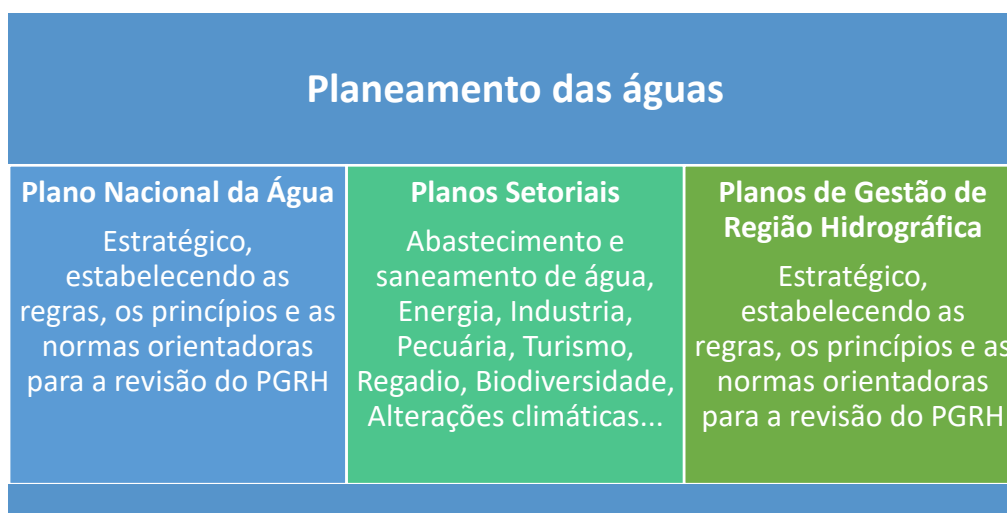 Planeamento das águas
Plano Nacional da Água
Estratégico,
estabelecendo as
regras, os princípios e as
normas orientadoras
para a revisão do PGRH
Planos Setoriais
Abastecimento e
saneamento de água,
Energia, Industria,
Pecuária, Turismo,
Regadio, Biodiversidade,
Alterações climáticas...
Planos de Gestão de
Região Hidrográfica
Estratégico,
estabelecendo as
regras, os princípios e as
normas orientadoras
para a revisão do PGRH